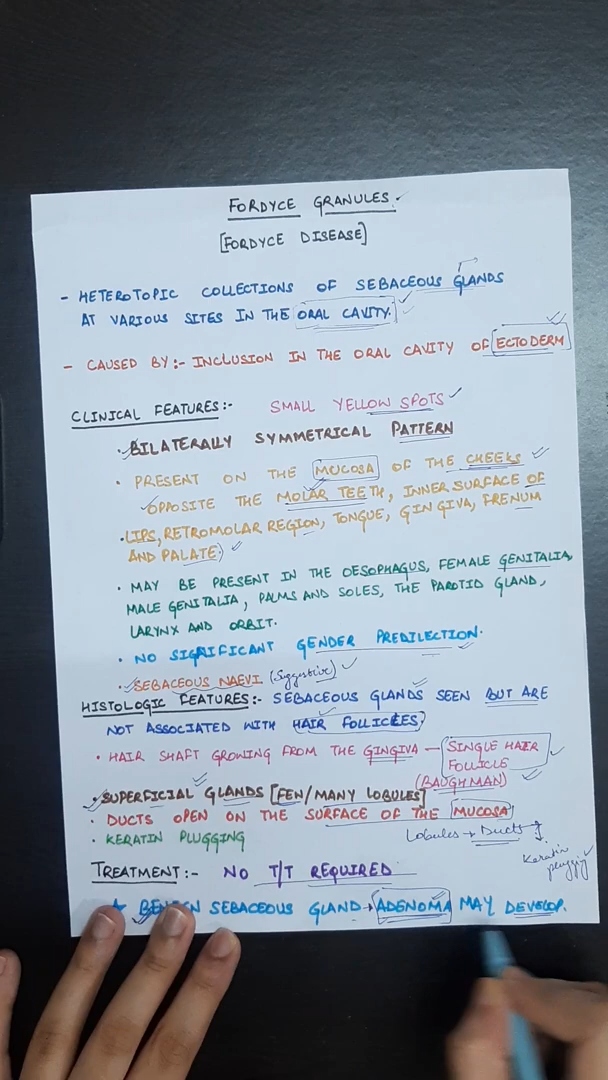 FORDYCE GRANULES.
[FORDYCE DISEASE]
- HETEROTOPIC COLLECTIONS OF SEBACEOUS GLANDS
AT VARIOUS SITES IN THE ORAL CAVITY.
- CAUSED BY:- INCLUSION IN THE ORAL CAVITY OF ECTODERM
CLINICAL FEATURES:- SMALL YELLOW SPOTS
• BILATERALLY SYMMETRICAL PATTERN
• PRESENT ON THE MUCOSA OF THE CHEEKS
OPPOSITE THE MOLAR TEETH, INNER SURFACE OF
• LIPS, RETROMOLAR REGION, TONGUE, GINGIVA, FRENUM
AND PALATE.
• MAY BE PRESENT IN THE OESOPHAGUS, FEMALE GENITALIA,
MALE GENITALIA, PALMS AND SOLES, THE PAROTID GLAND,
LARYNX AND ORBIT.
• NO SIGNIFICANT GENDER PREDILECTION.
• SEBACEOUS NAEVI (Suggestive)
HISTOLOGIC FEATURES:- SEBACEOUS GLANDS SEEN BUT ARE
NOT ASSOCIATED WITH HAIR FOLLICLES.
• HAIR SHAFT GROWING FROM THE GINGIVA — SINGLE HAIR
FOLLICLE
(BAUGHMAN)
• SUPERFICIAL GLANDS [FEN/MANY LOBULES]
• DUCTS OPEN ON THE SURFACE OF THE MUCOSA
• KERATIN PLUGGING
Lobules → Ducts
Keratin
TREATMENT:- NO T/T REQUIRED
SEBACEOUS GLAND → ADENOMA MAY DEVELOP.